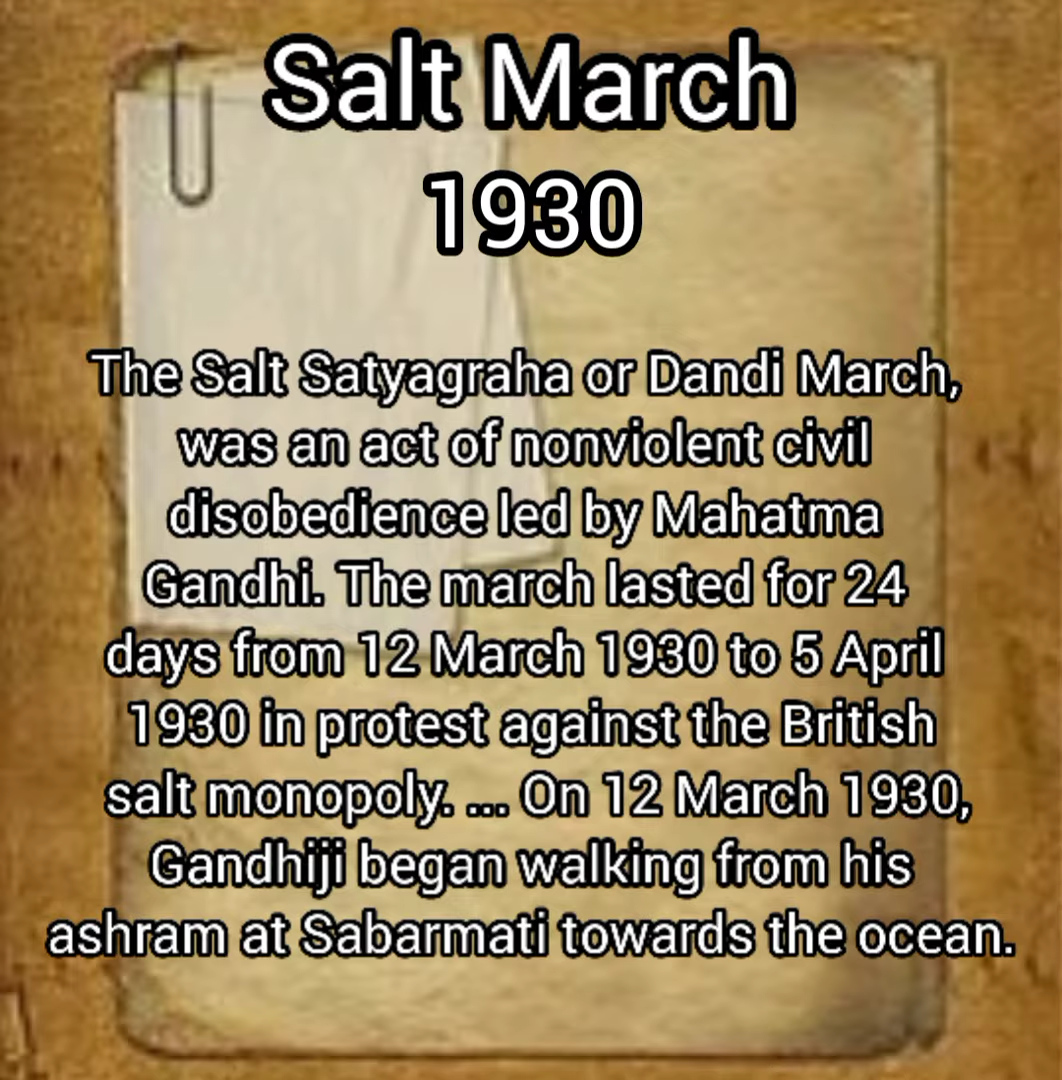 Salt March
1930
The Salt Satyagraha or Dandi March,
was an act of nonviolent civil
disobedience led by Mahatma
Gandhi. The march lasted for 24
days from 12 March 1930 to 5 April
1930 in protest against the British
salt monopoly. ... On 12 March 1930,
Gandhiji began walking from his
ashram at Sabarmati towards the ocean.